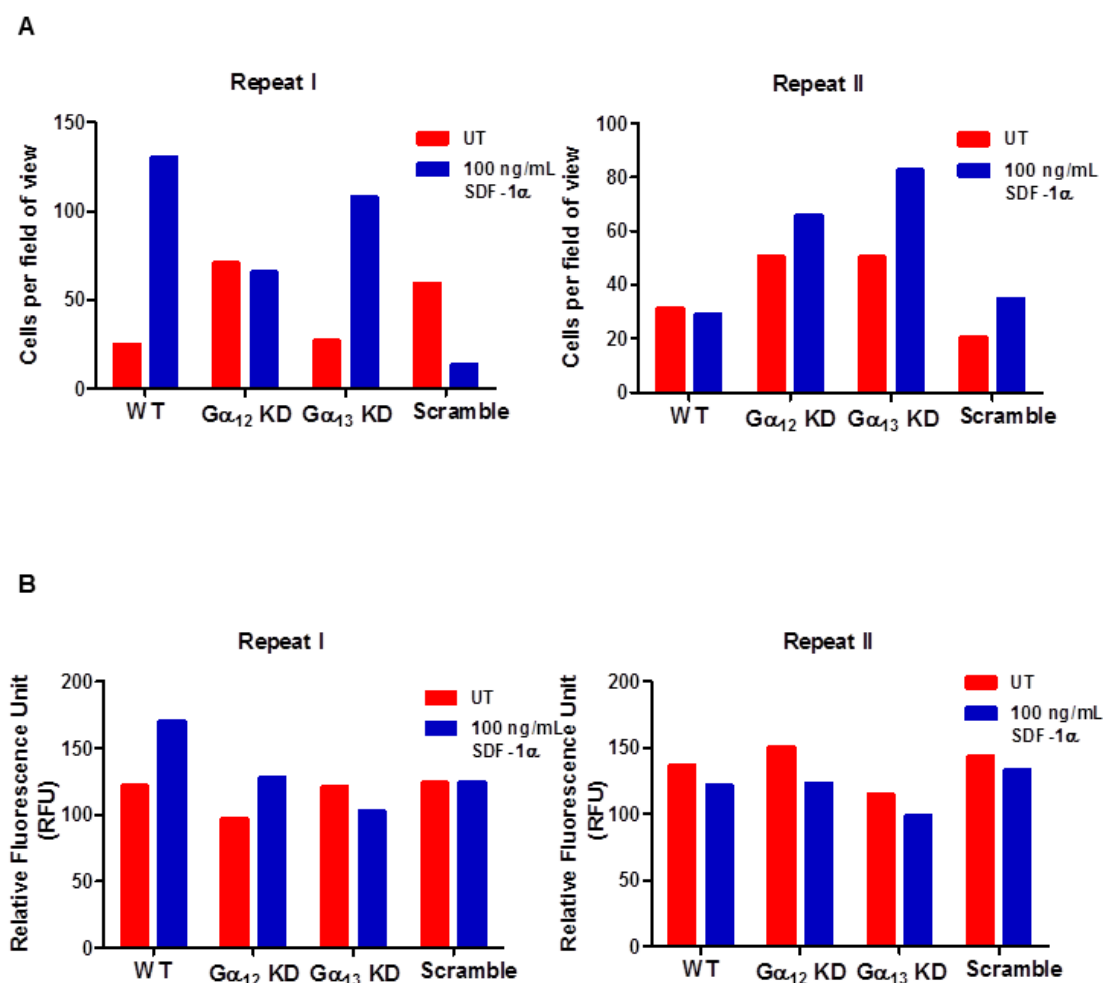 A
Repeat I
Cells per field of view
150
100
50
0
UT
100 ng/mL
SDF-1α
WT
Gα12 KD
Gα13 KD
Scramble
Repeat II
Cells per field of view
100
80
60
40
20
0
UT
100 ng/mL
SDF-1α
WT
Gα12 KD
Gα13 KD
Scramble
B
Repeat I
Relative Fluorescence Unit
(RFU)
200
150
100
50
0
UT
100 ng/mL
SDF-1α
WT
Gα12 KD
Gα13 KD
Scramble
Repeat II
Relative Fluorescence Unit
(RFU)
200
150
100
50
0
UT
100 ng/mL
SDF-1α
WT
Gα12 KD
Gα13 KD
Scramble